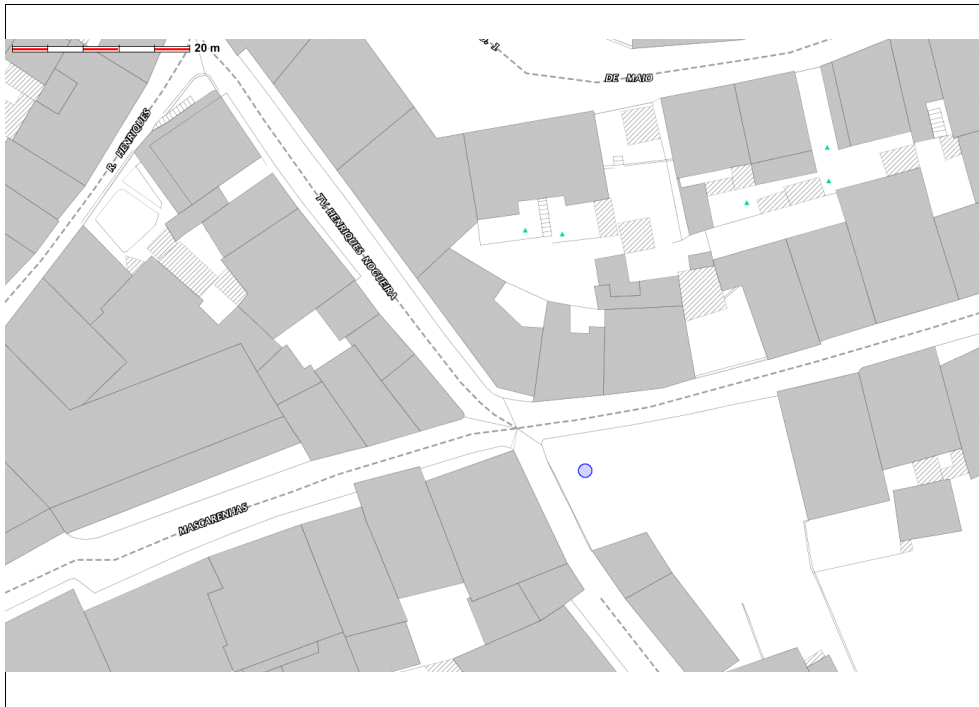 20 m
DE MAIO
R. HENRIQUES
TV. HENRIQUES NOGUEIRA
MASCARENHAS